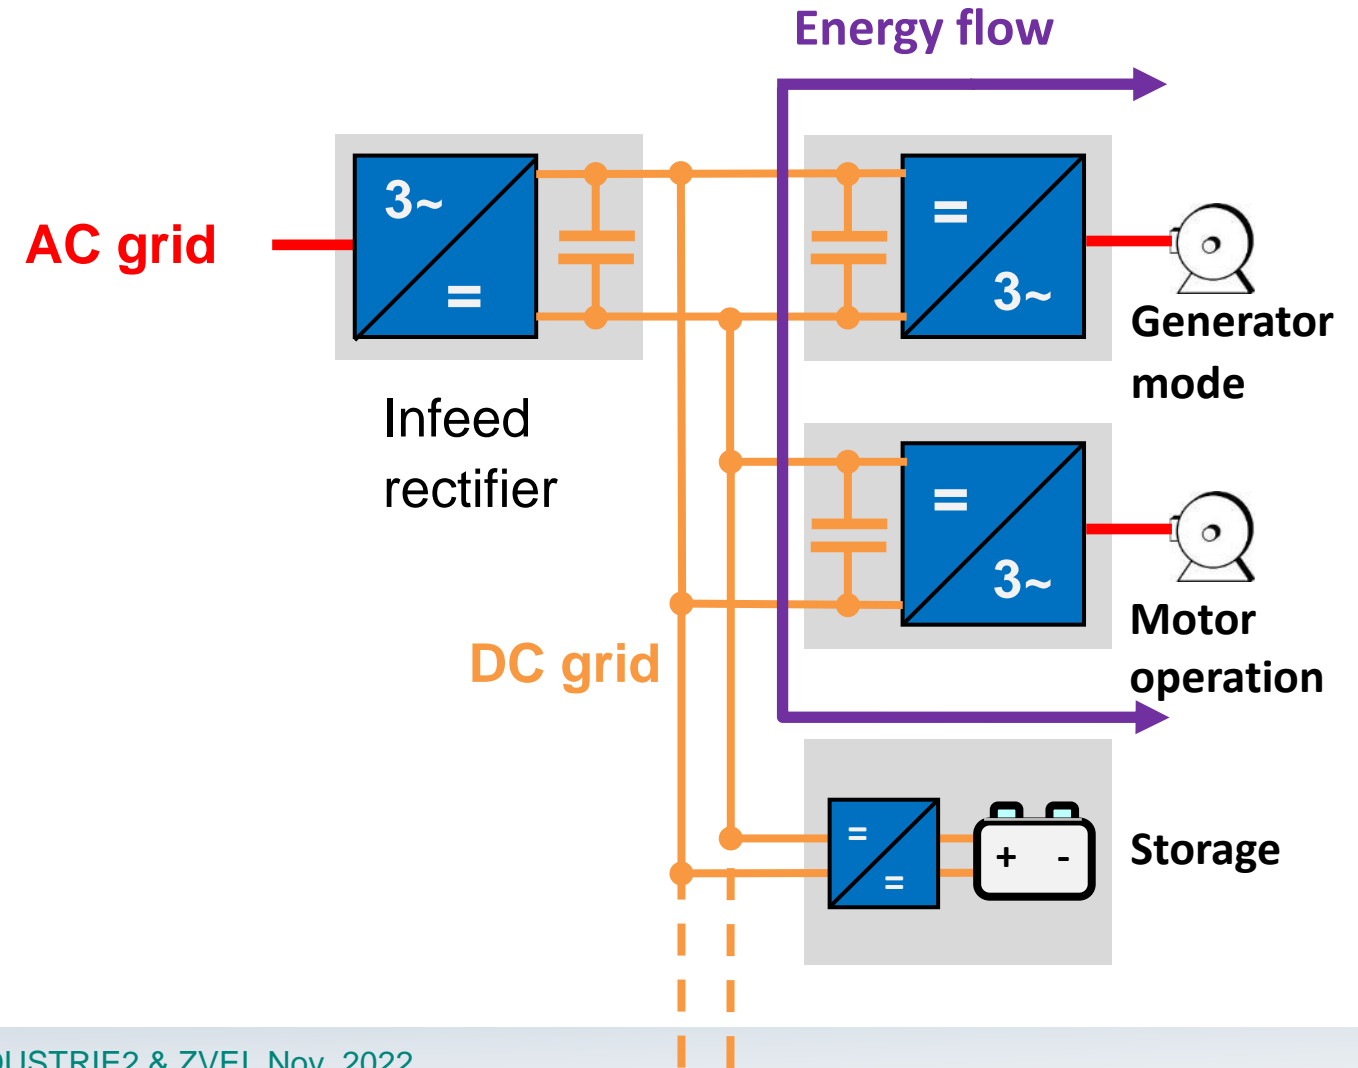 Energy flow
3~
=
AC grid
=
3~
Generator
mode
Infeed
rectifier
=
3~
Motor
operation
DC grid
=
=
+ -
Storage
& ZVEI, Nov. 2022